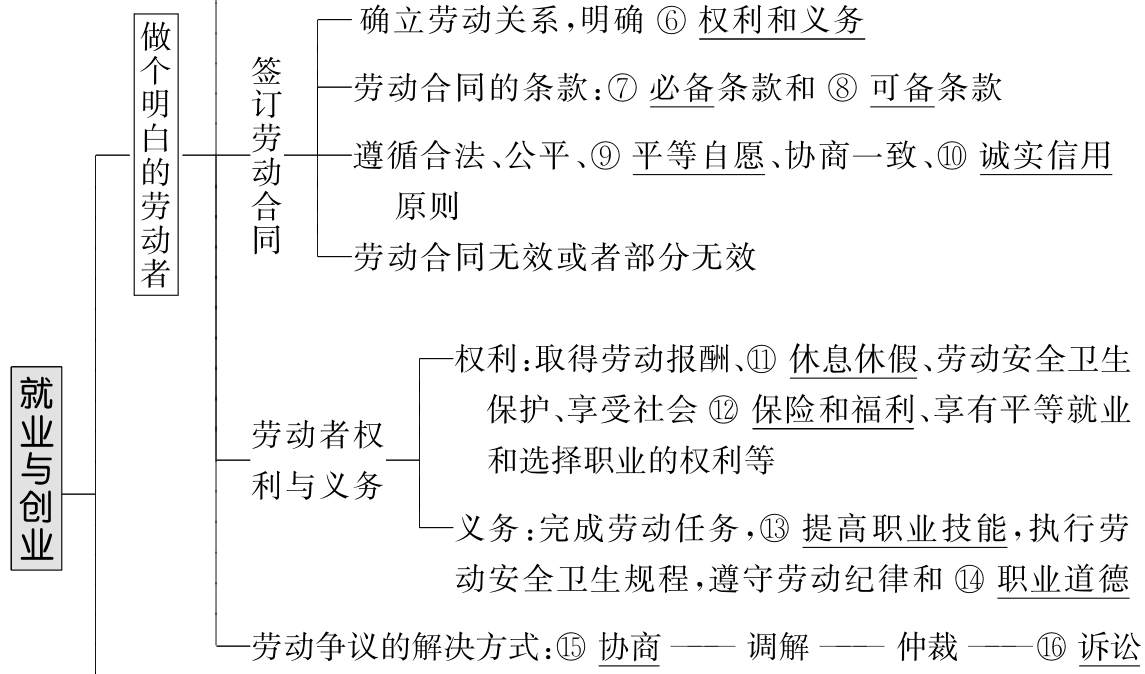 就业与创业
做个明白的劳动者
签订劳动合同
确立劳动关系,明确 ⑥ 权利和义务
劳动合同的条款:⑦ 必备条款和 ⑧ 可备条款
遵循合法、公平、⑨ 平等自愿、协商一致、⑩ 诚实信用
原则
劳动合同无效或者部分无效
劳动者权
利与义务
权利:取得劳动报酬、⑪ 休息休假、劳动安全卫生
保护、享受社会 ⑫ 保险和福利、享有平等就业
和选择职业的权利等
义务:完成劳动任务,⑬ 提高职业技能,执行劳
动安全卫生规程,遵守劳动纪律和 ⑭ 职业道德
劳动争议的解决方式:⑮ 协商 —— 调解 —— 仲裁 —— ⑯ 诉讼